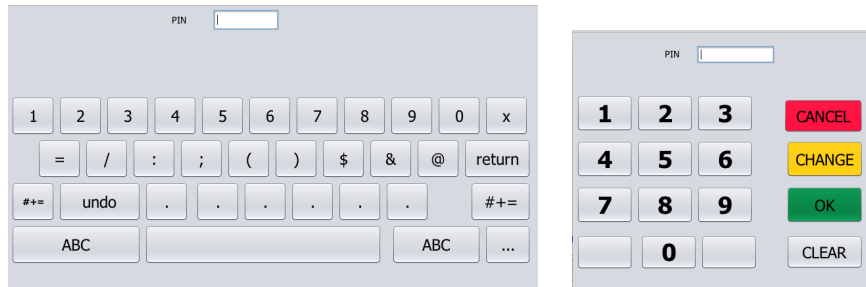 PIN
1 2 3 4 5 6 7 8 9 0 x
= / : ; ( ) $ & @ return
#+= undo . . . . . . #+=
ABC ABC ...
PIN
1 2 3 CANCEL
4 5 6 CHANGE
7 8 9 OK
0 CLEAR